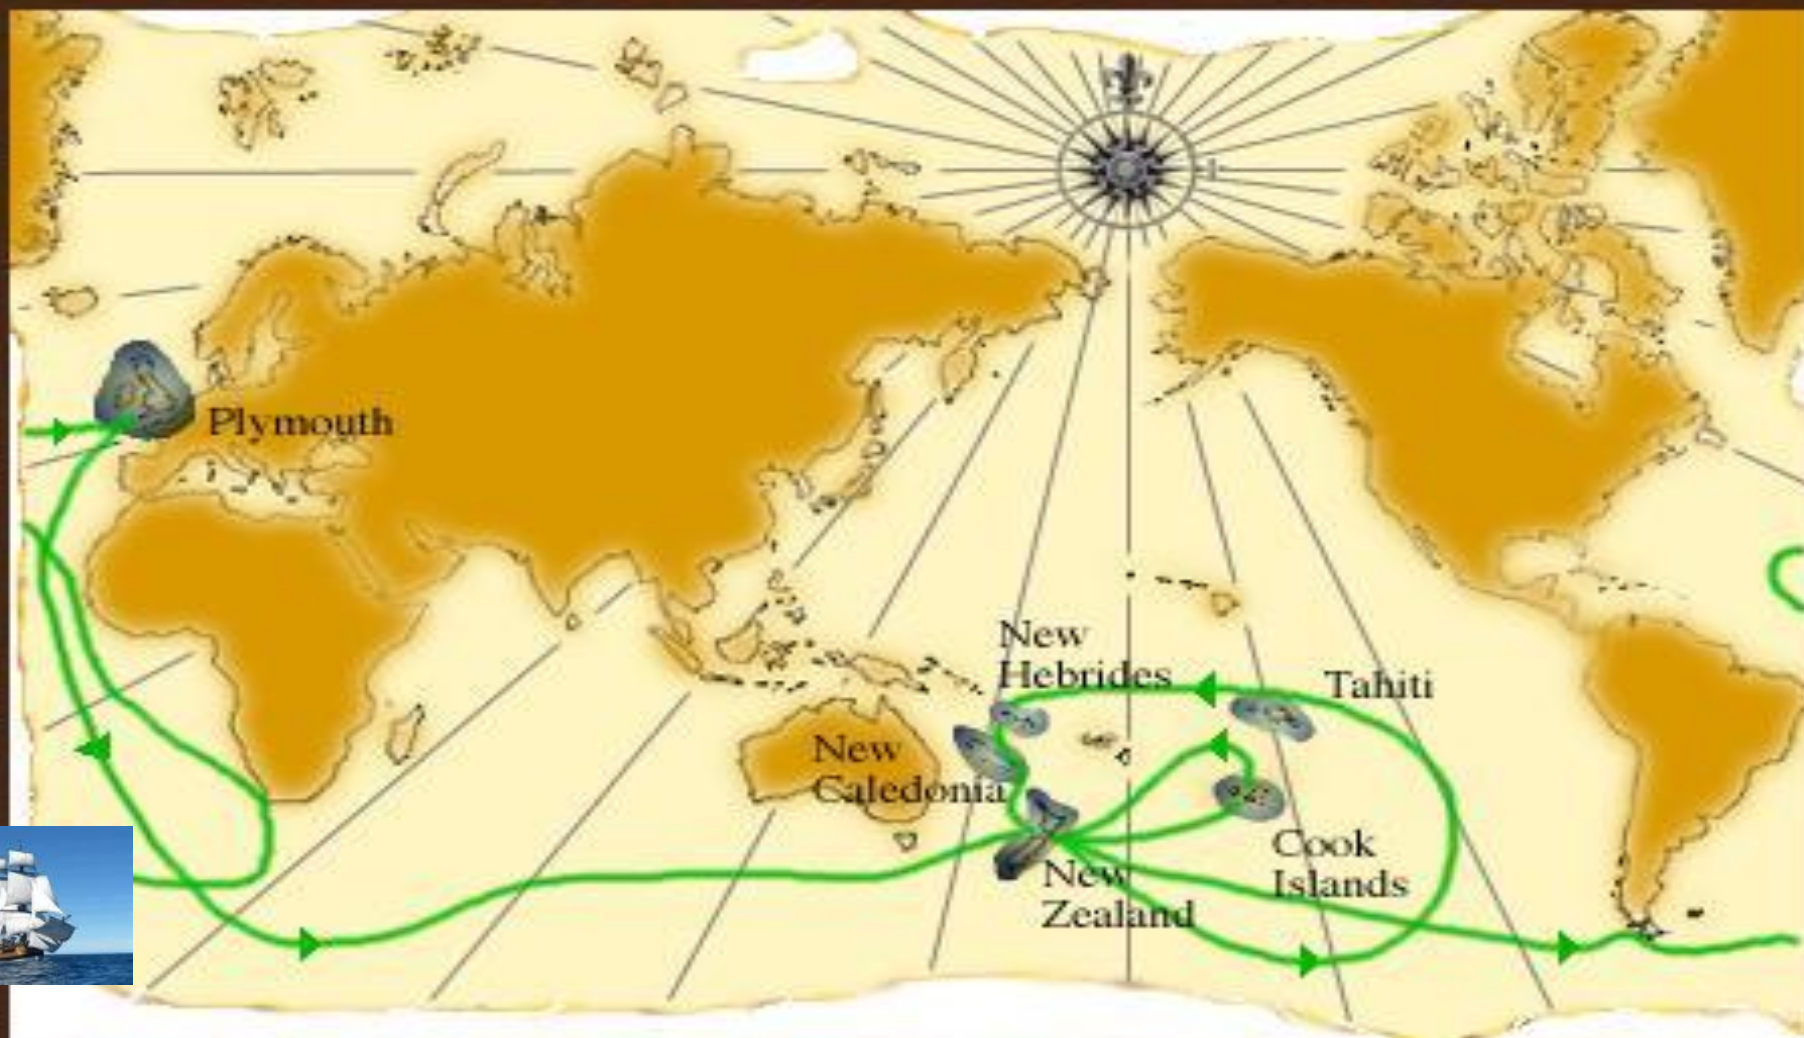 Plymouth
New
Hebrides
Tahiti
New
Caledonia
Cook
Islands
New
Zealand